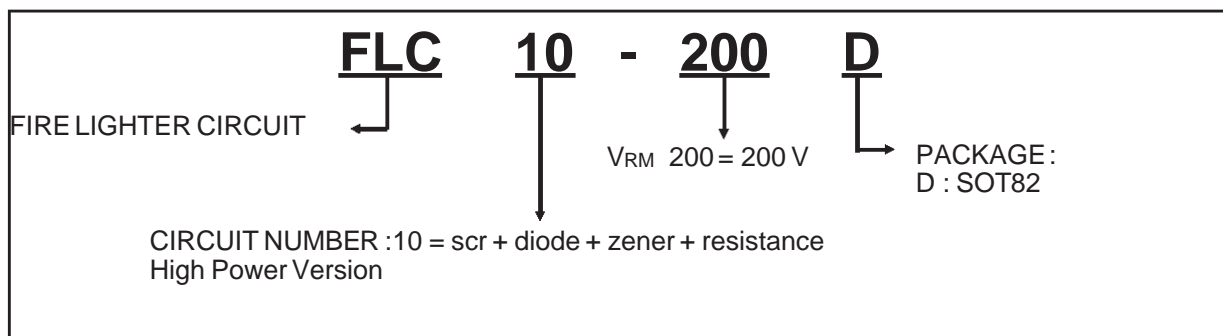 FLC 10 - 200 D
FIRE LIGHTER CIRCUIT
VRM 200 = 200 V
PACKAGE :
D : SOT82
CIRCUIT NUMBER :10 = scr + diode + zener + resistance
High Power Version